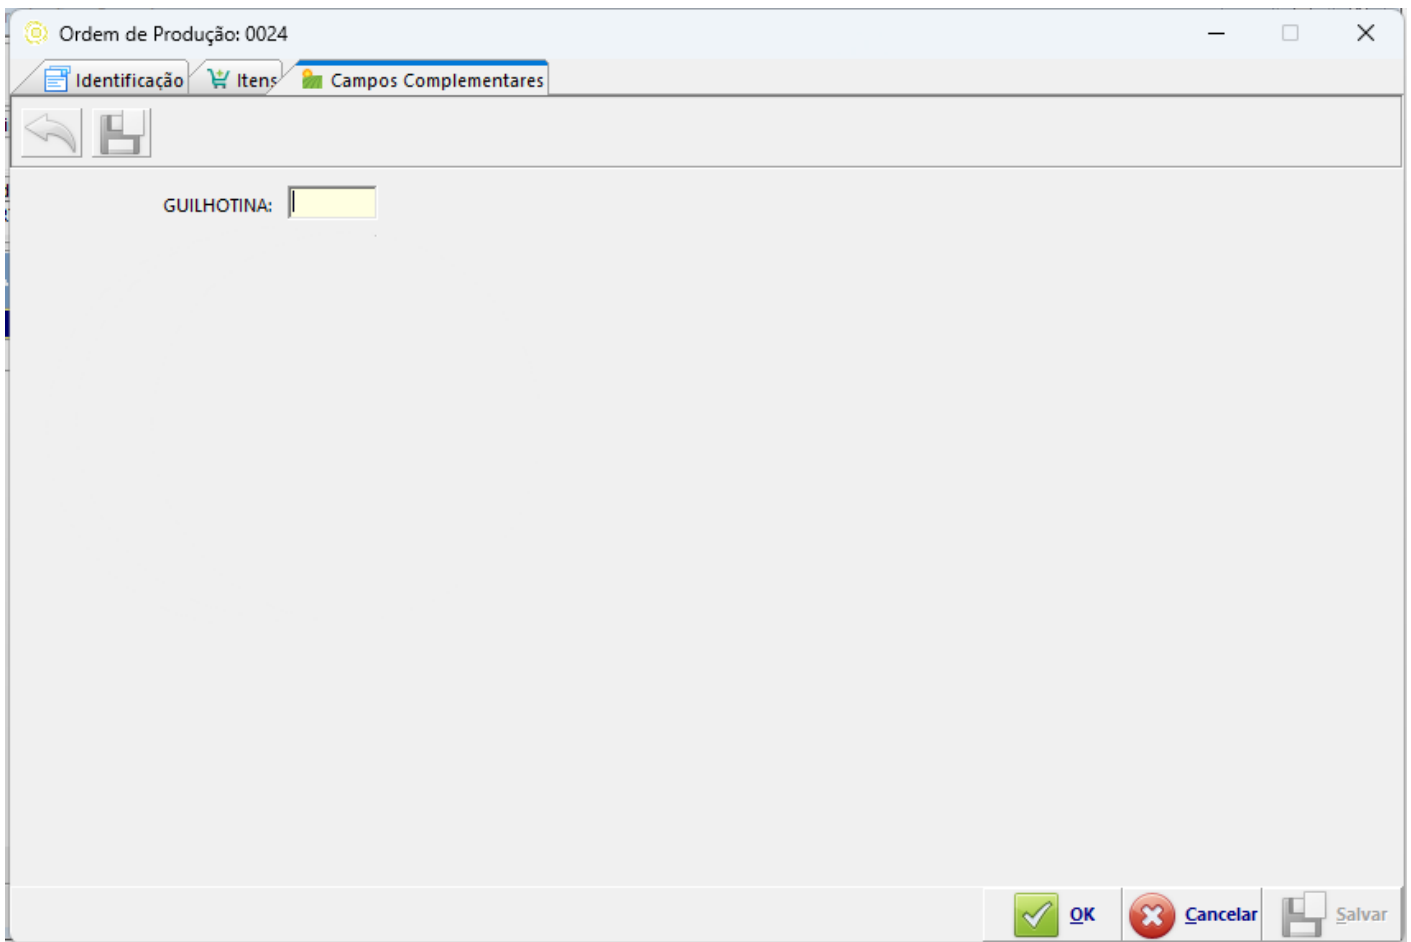 Ordem de Produção: 0024
Identificação Itens Campos Complementares
GUILHOTINA:
OK Cancelar Salvar